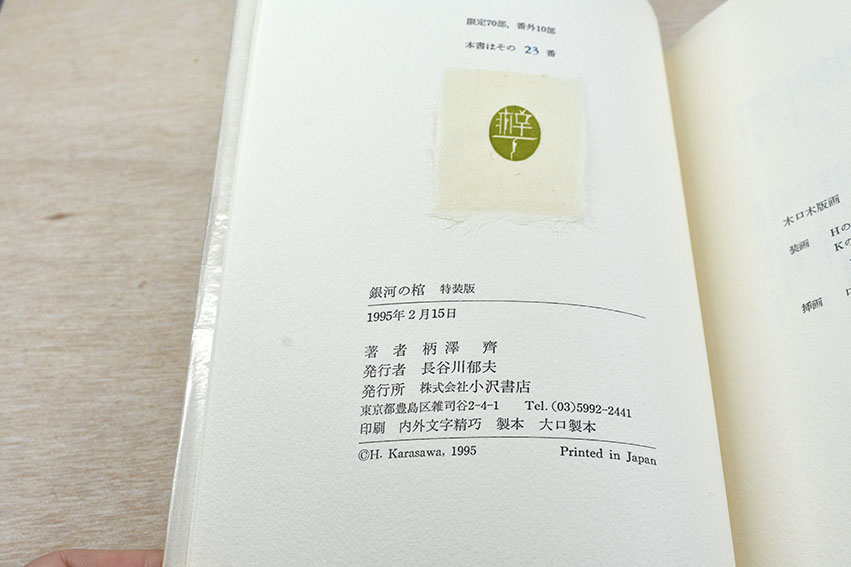 限定70部，番外10部
本書はその 23 番
銀河の棺 特装版
1995年2月15日
著者 柄澤 齊
発行者 長谷川郁夫
発行所 株式会社小沢書店
東京都豊島区雑司谷2-4-1 Tel. (03)5992-2441
印刷 内外文字精巧 製本 大口製本
©H. Karasawa, 1995 Printed in Japan
木口木版画
装画 Hの
Kの
挿画